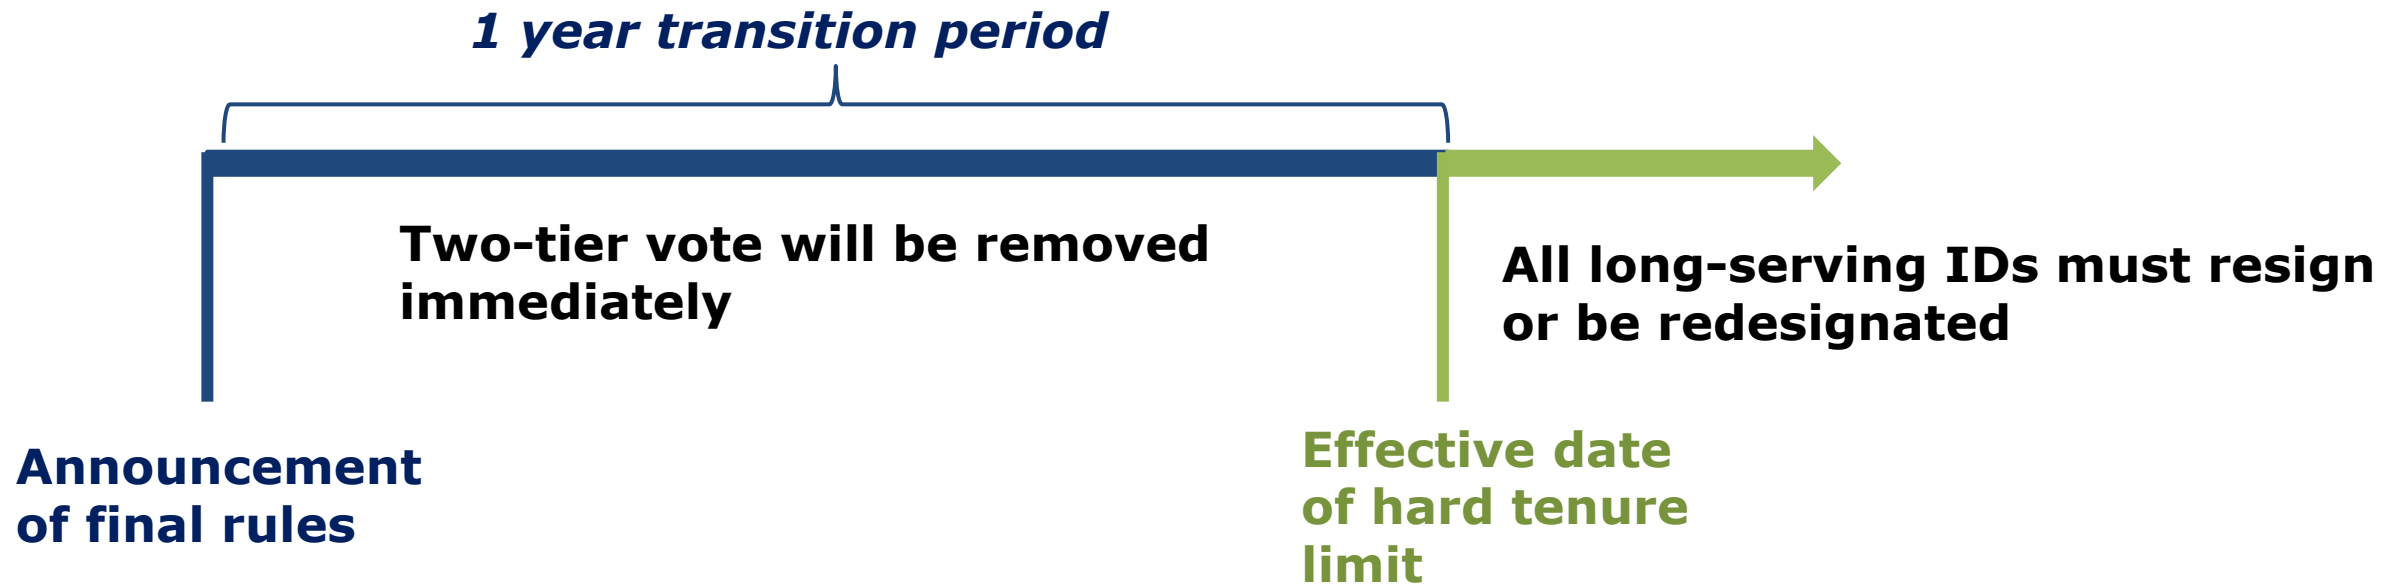 1 year transition period
Two-tier vote will be removed
immediately
All long-serving IDs must resign
or be redesignated
Announcement
of final rules
Effective date
of hard tenure
limit